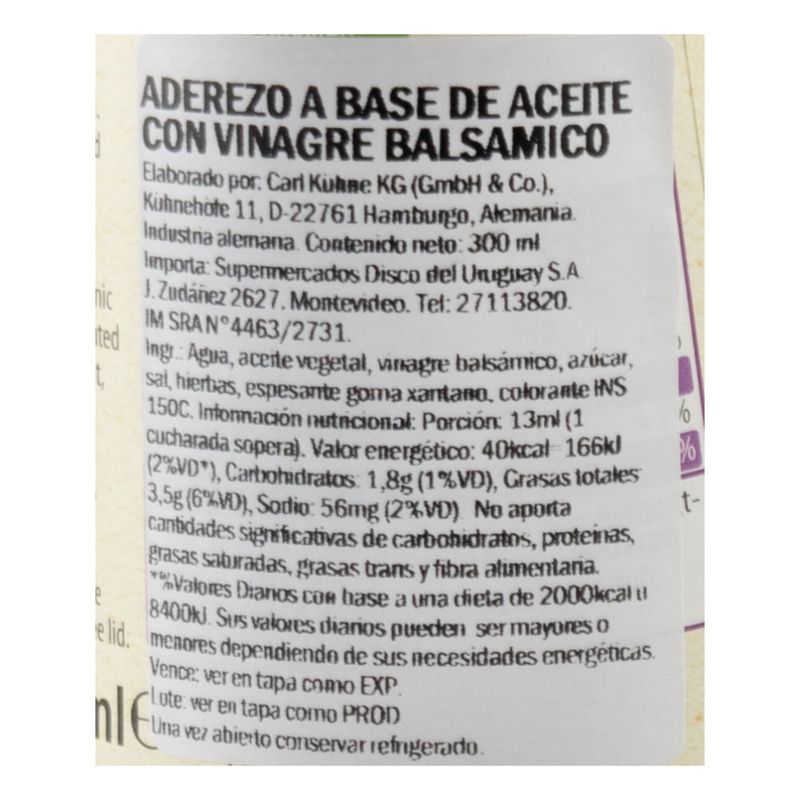 ADEREZO A BASE DE ACEITE
CON VINAGRE BALSAMICO
Elaborado por: Carl Kühne KG (GmbH & Co.),
Kühnehöfe 11, D-22761 Hamburgo, Alemania.
Industria alemana. Contenido neto: 300 ml
Importa: Supermercados Disco del Uruguay S.A
J. Zudáñez 2627. Montevideo. Tel: 27113820.
IM SRA N°4463/2731.
Ingr.: Agua, aceite vegetal, vinagre balsámico, azúcar,
sal, hierbas, espesante goma xantano, colorante INS
150C. Información nutricional: Porción: 13ml (1
cucharada sopera). Valor energético: 40kcal 166kJ
(2%VD*), Carbohidratos: 1,8g (1%VD), Grasas totales
3,5g (6%VD), Sodio: 56mg (2%VD). No aporta
cantidades significativas de carbohidratos, proteínas,
grasas saturadas, grasas trans y fibra alimentaria.
*%Valores Diarios con base a una dieta de 2000kcal u
8400kJ. Sus valores diarios pueden ser mayores o
menores dependiendo de sus necesidades energéticas.
Vence: ver en tapa como EXP.
Lote: ver en tapa como PROD
Una vez abierto conservar refrigerado.
nic
ated
t,
e
e lid,
ml e
%
%
t-